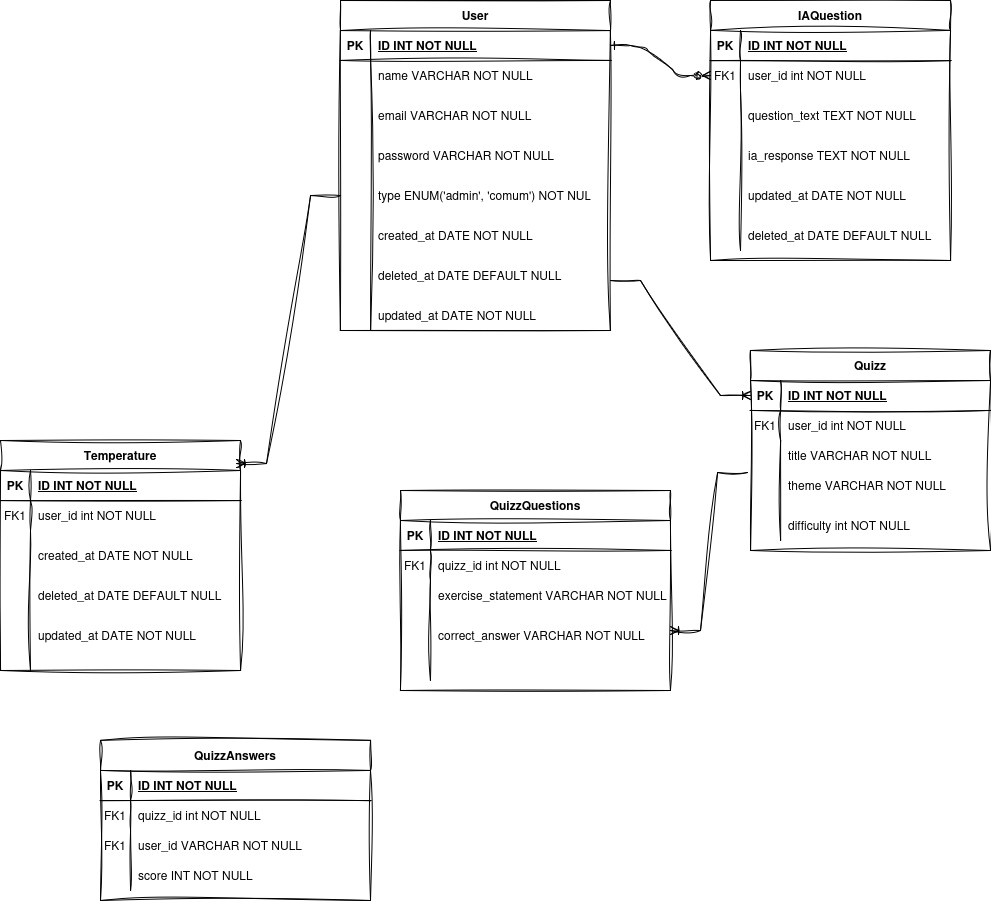 User
PK ID INT NOT NULL
name VARCHAR NOT NULL
email VARCHAR NOT NULL
password VARCHAR NOT NULL
type ENUM('admin', 'comum') NOT NUL
created_at DATE NOT NULL
deleted_at DATE DEFAULT NULL
updated_at DATE NOT NULL
IAQuestion
PK ID INT NOT NULL
FK1 user_id int NOT NULL
question_text TEXT NOT NULL
ia_response TEXT NOT NULL
updated_at DATE NOT NULL
deleted_at DATE DEFAULT NULL
Quizz
PK ID INT NOT NULL
FK1 user_id int NOT NULL
title VARCHAR NOT NULL
theme VARCHAR NOT NULL
difficulty int NOT NULL
Temperature
PK ID INT NOT NULL
FK1 user_id int NOT NULL
created_at DATE NOT NULL
deleted_at DATE DEFAULT NULL
updated_at DATE NOT NULL
QuizzQuestions
PK ID INT NOT NULL
FK1 quizz_id int NOT NULL
exercise_statement VARCHAR NOT NULL
correct_answer VARCHAR NOT NULL
QuizzAnswers
PK ID INT NOT NULL
FK1 quizz_id int NOT NULL
FK1 user_id VARCHAR NOT NULL
score INT NOT NULL